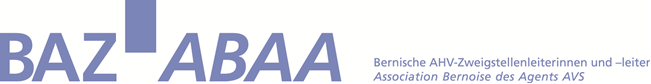 BAZ ABAA
Bernische AHV-Zweigstellenleiterinnen und –leiter
Association Bernoise des Agents AVS